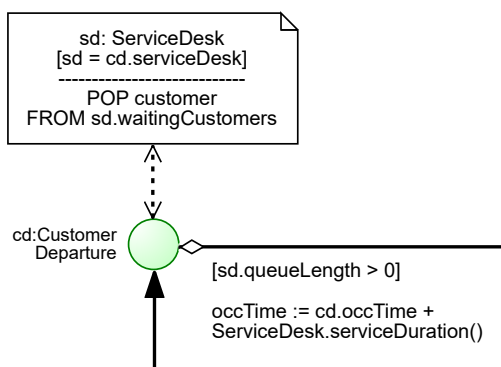 sd: ServiceDesk
[sd = cd.serviceDesk]
----------------------------
POP customer
FROM sd.waitingCustomers
cd:Customer
Departure
[sd.queueLength > 0]
occTime := cd.occTime +
ServiceDesk.serviceDuration()